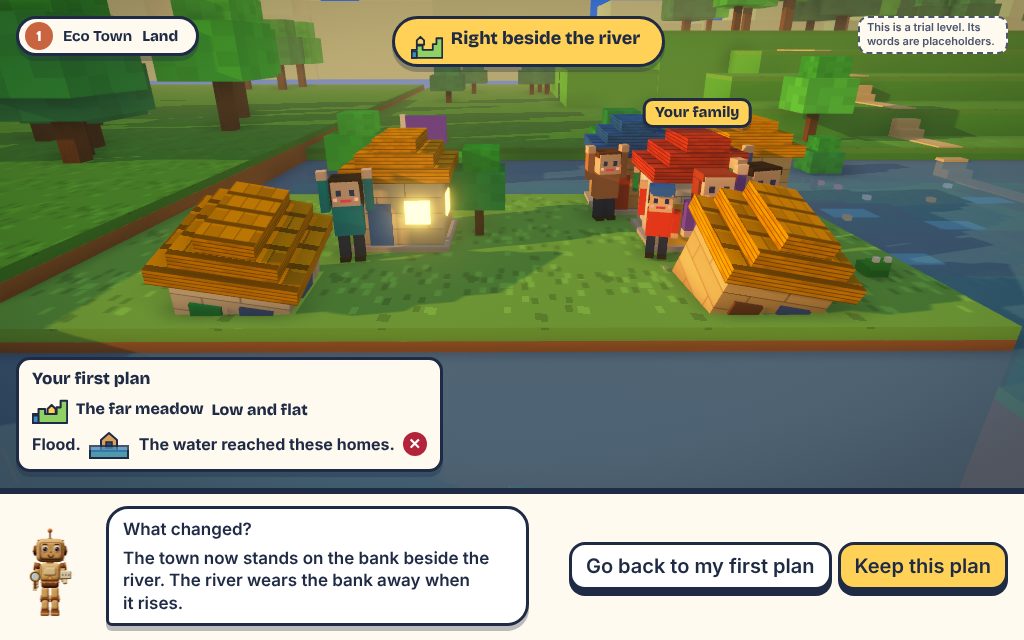 1 Eco Town Land
Right beside the river
This is a trial level. Its
words are placeholders.
Your family
Your first plan
The far meadow Low and flat
Flood. The water reached these homes.
What changed?
The town now stands on the bank beside the
river. The river wears the bank away when
it rises.
Go back to my first plan
Keep this plan